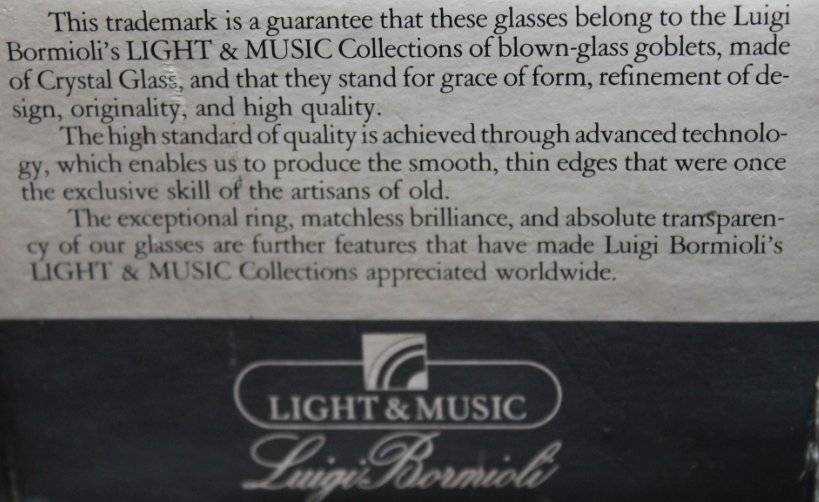 This trademark is a guarantee that these glasses belong to the Luigi
Bormioli's LIGHT & MUSIC Collections of blown-glass goblets, made
of Crystal Glass, and that they stand for grace of form, refinement of de-
sign, originality, and high quality.
The high standard of quality is achieved through advanced technolo-
gy, which enables us to produce the smooth, thin edges that were once
the exclusive skill of the artisans of old.
The exceptional ring, matchless brilliance, and absolute transparen-
cy of our glasses are further features that have made Luigi Bormioli's
LIGHT & MUSIC Collections appreciated worldwide.
LIGHT & MUSIC
Luigi Bormioli